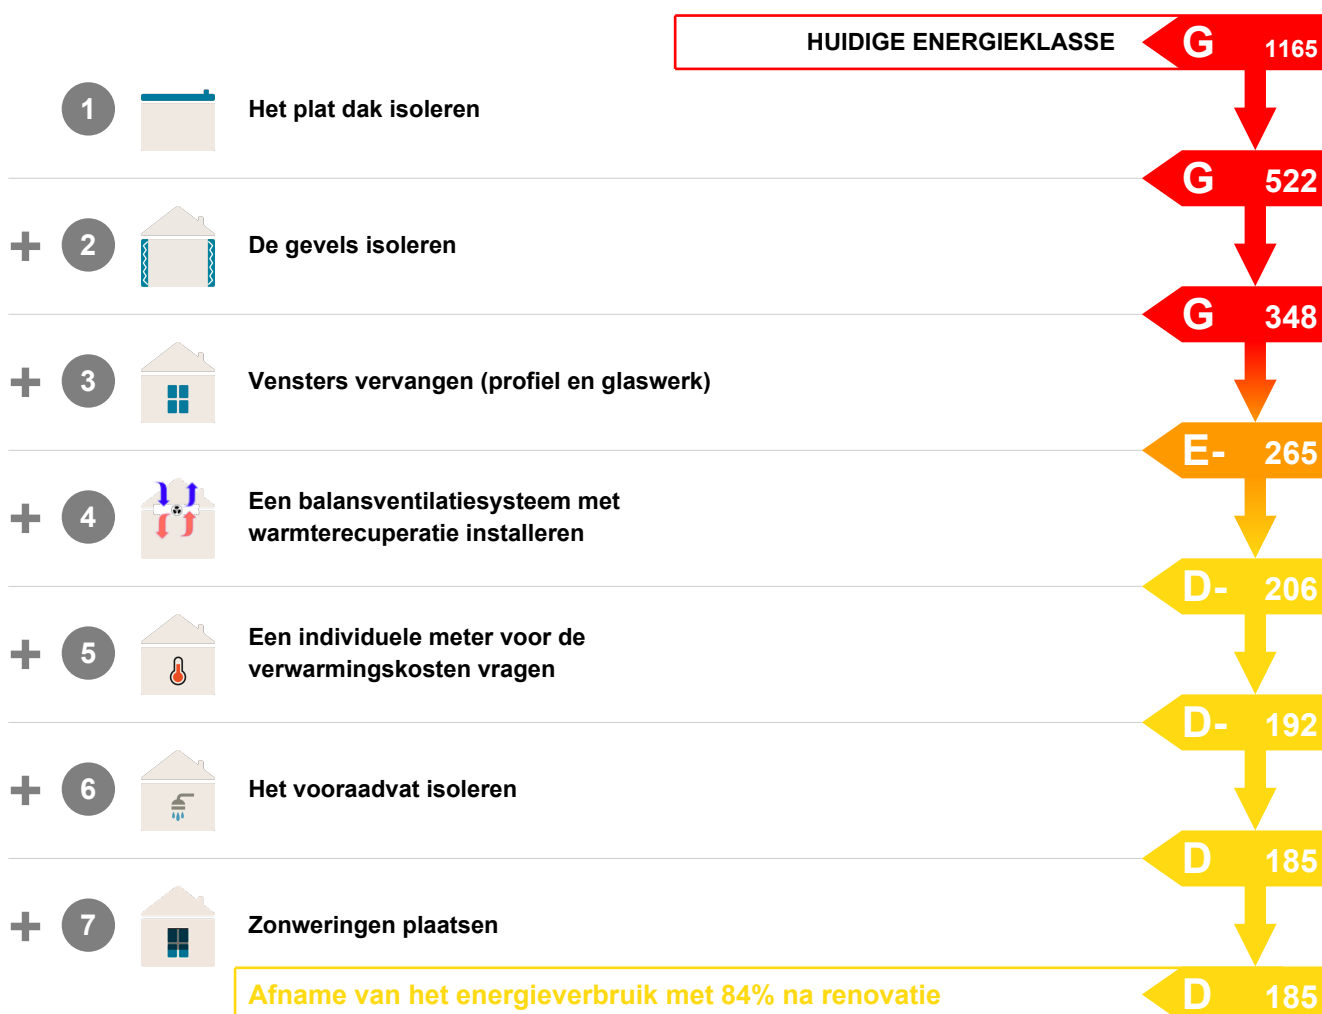 HUIDIGE ENERGIEKLASSE G 1165
1 Het plat dak isoleren
G 522
+ 2 De gevels isoleren
G 348
+ 3 Vensters vervangen (profiel en glaswerk)
E- 265
+ 4 Een balansventilatiesysteem met
warmterecuperatie installeren
D- 206
+ 5 Een individuele meter voor de
verwarmingskosten vragen
D- 192
+ 6 Het vooraadvat isoleren
D 185
+ 7 Zonweringen plaatsen
Afname van het energieverbruik met 84% na renovatie D 185